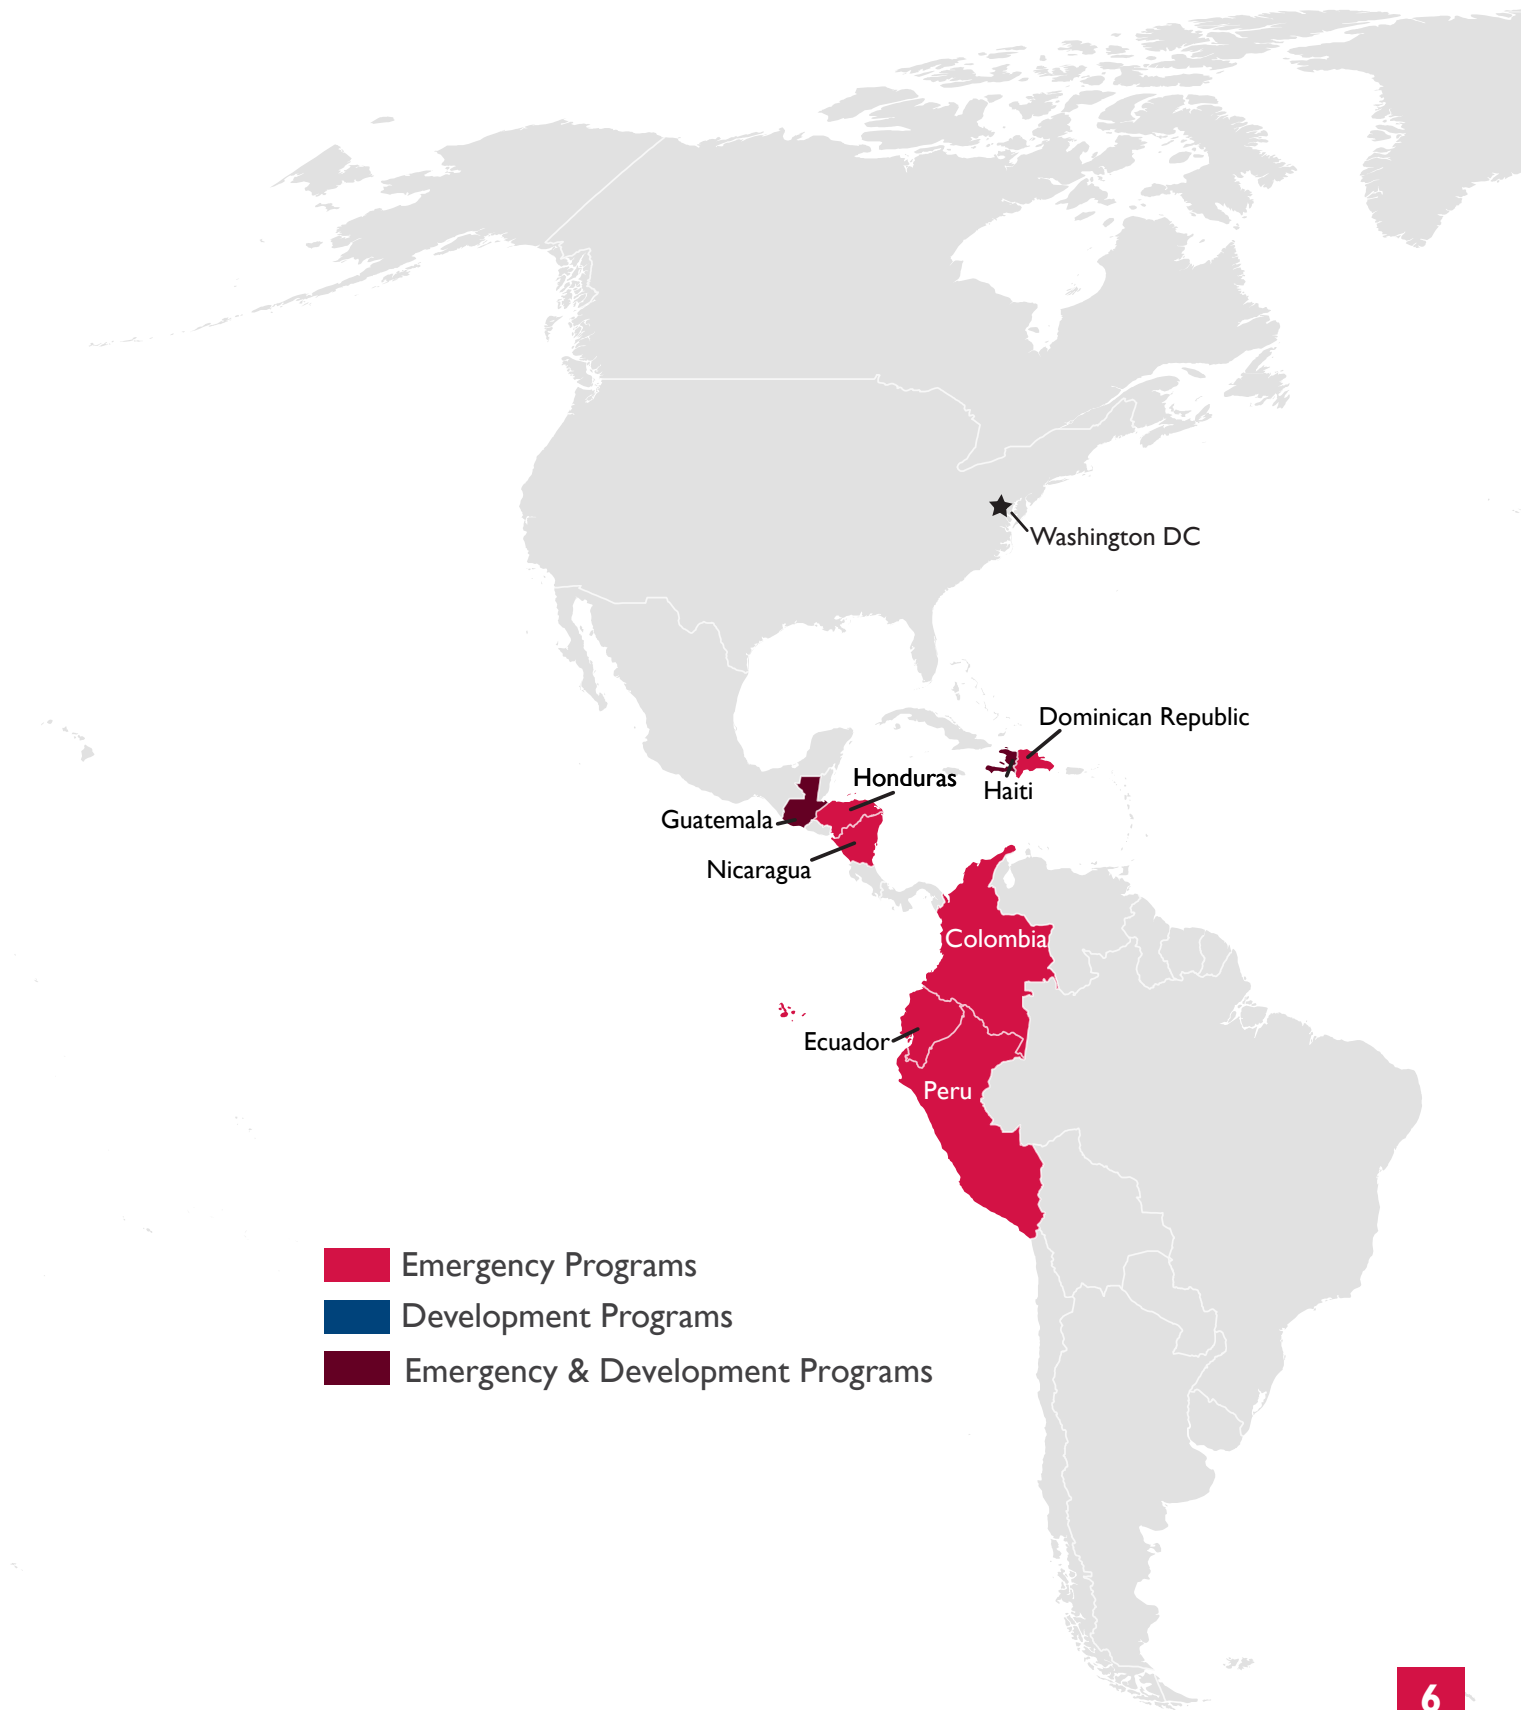 Washington DC
Dominican Republic
Honduras
Haiti
Guatemala
Nicaragua
Colombia
Ecuador
Peru
Emergency Programs
Development Programs
Emergency & Development Programs
6